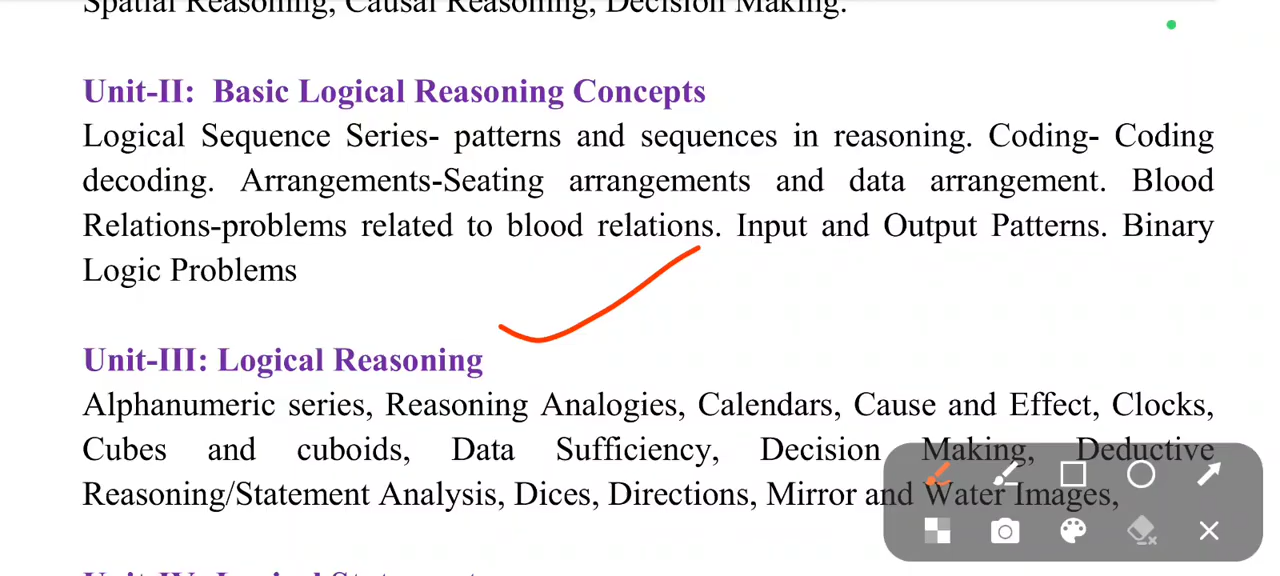 Spatial Reasoning, Causal Reasoning, Decision Making.
Unit-II: Basic Logical Reasoning Concepts
Logical Sequence Series- patterns and sequences in reasoning. Coding- Coding
decoding. Arrangements-Seating arrangements and data arrangement. Blood
Relations-problems related to blood relations. Input and Output Patterns. Binary
Logic Problems
Unit-III: Logical Reasoning
Alphanumeric series, Reasoning Analogies, Calendars, Cause and Effect, Clocks,
Cubes and cuboids, Data Sufficiency, Decision Making, Deductive
Reasoning/Statement Analysis, Dices, Directions, Mirror and Water Images,